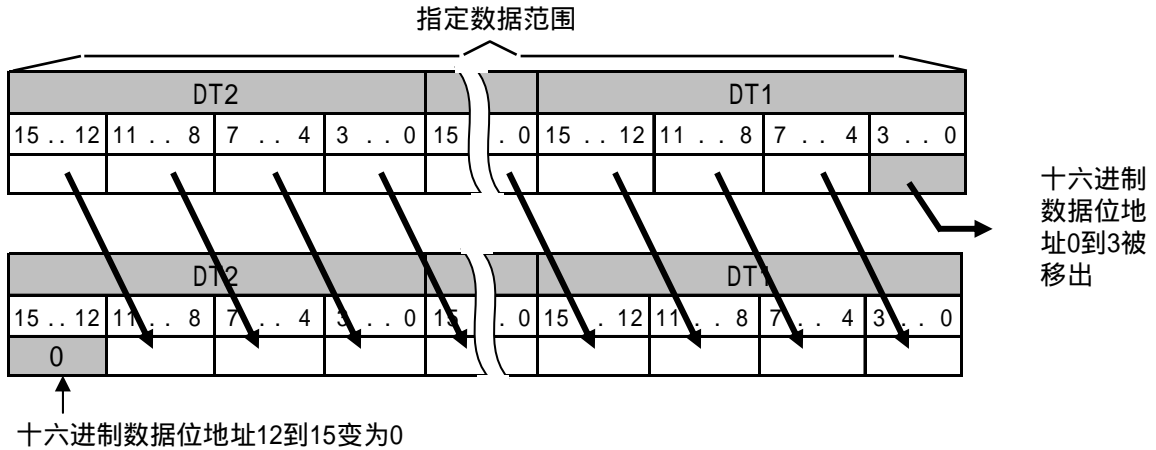 指定数据范围
DT2 DT1
15 .. 12 11 .. 8 7 .. 4 3 .. 0 15 . 0 15 .. 12 11 .. 8 7 .. 4 3 .. 0
十六进制
数据位地
址0到3被
移出
DT2 DT1
15 .. 12 11 .. 8 7 .. 4 3 .. 0 15 . 0 15 .. 12 11 .. 8 7 .. 4 3 .. 0
0
十六进制数据位地址12到15变为0